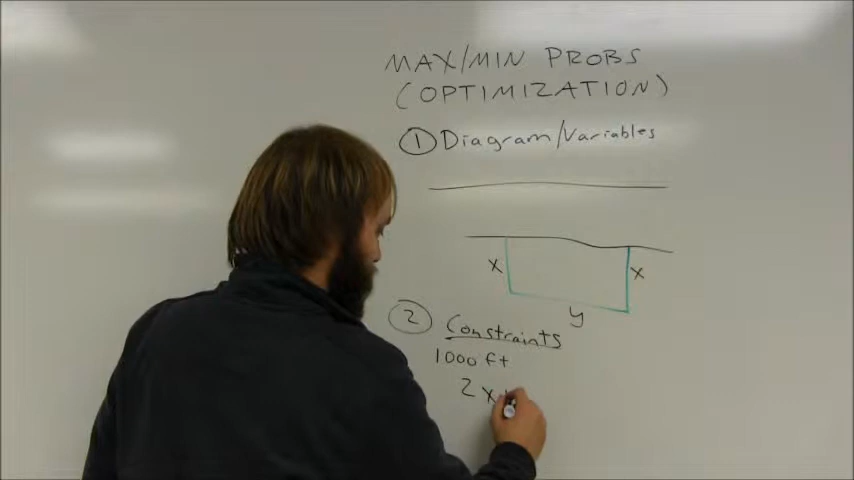 MAX/MIN PROBS
(OPTIMIZATION)
① Diagram/Variables
x x
y
② Constraints
1000 ft
2x